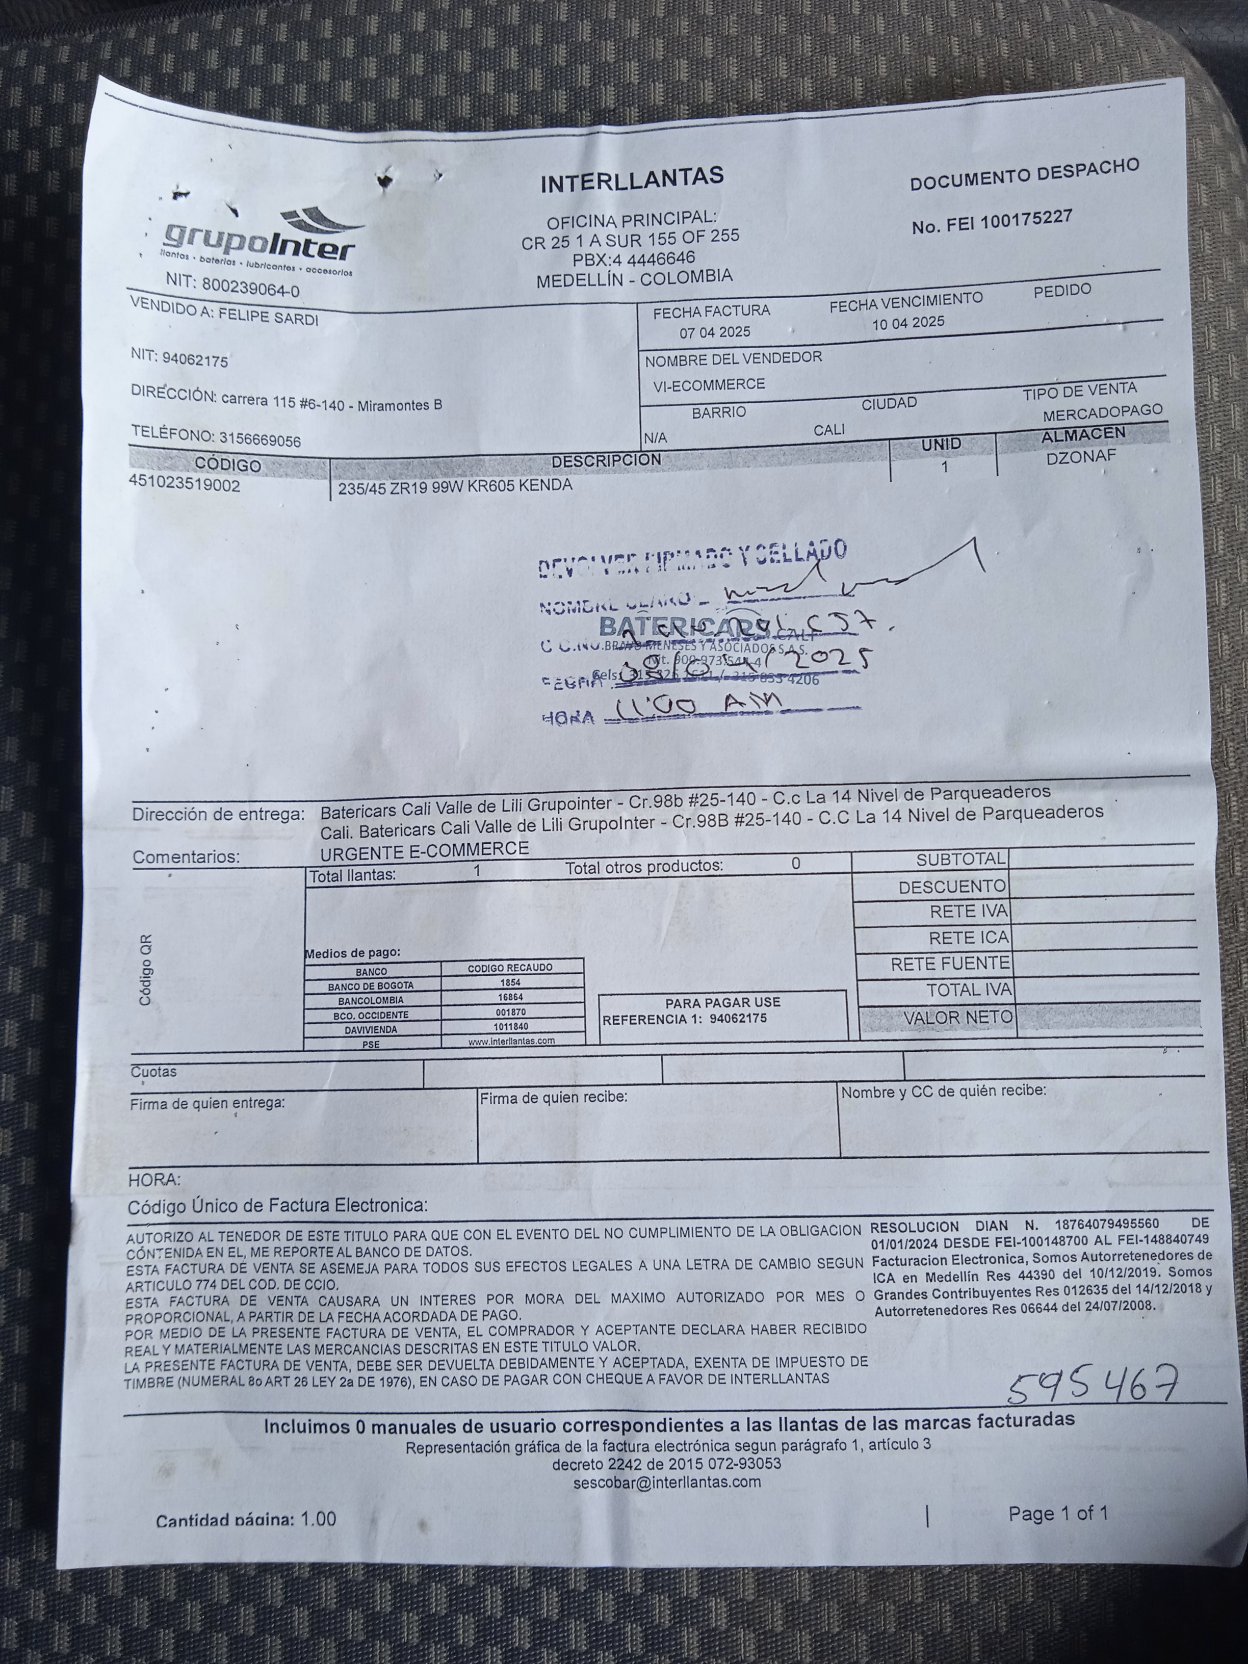 INTERLLANTAS
DOCUMENTO DESPACHO
OFICINA PRINCIPAL:
CR 25 1 A SUR 155 OF 255
PBX:4 4446646
MEDELLÍN - COLOMBIA
No. FEI 100175227
grupoInter
llantas • baterías • lubricantes • accesorios
NIT: 800239064-0
VENDIDO A: FELIPE SARDI
NIT: 94062175
DIRECCIÓN: carrera 115 #6-140 - Miramontes B
TELÉFONO: 3156669056
FECHA FACTURA FECHA VENCIMIENTO PEDIDO
07 04 2025 10 04 2025
NOMBRE DEL VENDEDOR
VI-ECOMMERCE
BARRIO CIUDAD TIPO DE VENTA
N/A CALI MERCADOPAGO
CÓDIGO DESCRIPCIÓN UNID ALMACÉN
451023519002 235/45 ZR19 99W KR605 KENDA 1 DZONAF
DEVOLVER FIRMADO Y SELLADO
NOMBRE CLARO
BATERICARS CALI
C.C.NO.
BRAVO MENESES Y ASOCIADOS S.A.S.
FECHA 08/04/2025
HORA 11:00 AM
Dirección de entrega: Batericars Cali Valle de Lili Grupointer - Cr.98b #25-140 - C.c La 14 Nivel de Parqueaderos
Cali. Batericars Cali Valle de Lili GrupoInter - Cr.98B #25-140 - C.C La 14 Nivel de Parqueaderos
Comentarios: URGENTE E-COMMERCE
Total llantas: 1 Total otros productos: 0
SUBTOTAL
DESCUENTO
RETE IVA
RETE ICA
RETE FUENTE
TOTAL IVA
VALOR NETO
Código QR
Medios de pago:
BANCO CODIGO RECAUDO
BANCO DE BOGOTA 1854
BANCOLOMBIA 16864
BCO. OCCIDENTE 001870
DAVIVIENDA 1011840
PSE www.interllantas.com
PARA PAGAR USE
REFERENCIA 1: 94062175
Cuotas
Firma de quien entrega: Firma de quien recibe: Nombre y CC de quién recibe:
HORA:
Código Único de Factura Electronica:
AUTORIZO AL TENEDOR DE ESTE TITULO PARA QUE CON EL EVENTO DEL NO CUMPLIMIENTO DE LA OBLIGACION
CONTENIDA EN EL, ME REPORTE AL BANCO DE DATOS.
ESTA FACTURA DE VENTA SE ASEMEJA PARA TODOS SUS EFECTOS LEGALES A UNA LETRA DE CAMBIO SEGUN
ARTICULO 774 DEL COD. DE CCIO.
ESTA FACTURA DE VENTA CAUSARA UN INTERES POR MORA DEL MAXIMO AUTORIZADO POR MES O
PROPORCIONAL, A PARTIR DE LA FECHA ACORDADA DE PAGO.
POR MEDIO DE LA PRESENTE FACTURA DE VENTA, EL COMPRADOR Y ACEPTANTE DECLARA HABER RECIBIDO
REAL Y MATERIALMENTE LAS MERCANCIAS DESCRITAS EN ESTE TITULO VALOR.
LA PRESENTE FACTURA DE VENTA, DEBE SER DEVUELTA DEBIDAMENTE Y ACEPTADA, EXENTA DE IMPUESTO DE
TIMBRE (NUMERAL 8o ART 26 LEY 2a DE 1976), EN CASO DE PAGAR CON CHEQUE A FAVOR DE INTERLLANTAS
RESOLUCION DIAN N. 18764079495560 DE
01/01/2024 DESDE FEI-100148700 AL FEI-148840749
Facturacion Electronica, Somos Autorretenedores de
ICA en Medellín Res 44390 del 10/12/2019. Somos
Grandes Contribuyentes Res 012635 del 14/12/2018 y
Autorretenedores Res 06644 del 24/07/2008.
595467
Incluimos 0 manuales de usuario correspondientes a las llantas de las marcas facturadas
Representación gráfica de la factura electrónica segun parágrafo 1, artículo 3
decreto 2242 de 2015 072-93053
sescobar@interllantas.com
Cantidad página: 1.00
Page 1 of 1